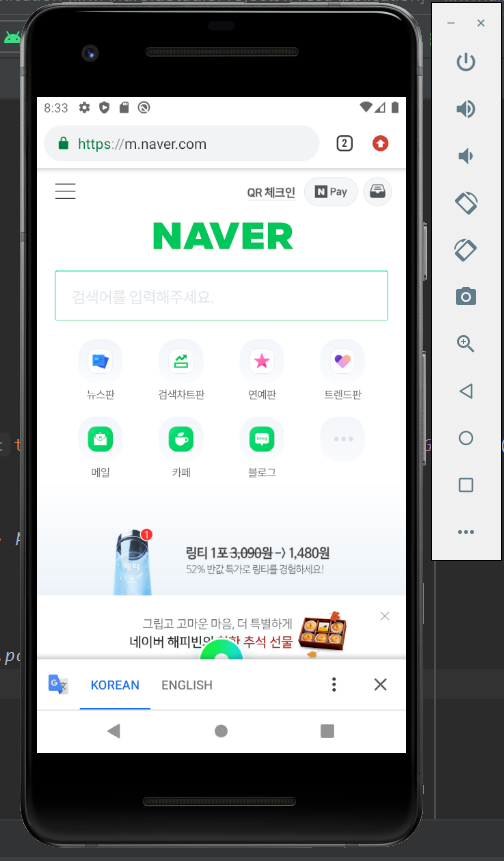 8:33
https://m.naver.com
2
QR 체크인
N Pay
NAVER
검색어를 입력해주세요.
뉴스판 검색차트판 연예판 트렌드판
메일 카페 블로그
1
링티 1포 3,090원 -> 1,480원
52% 반값 특가로 링티를 경험하세요!
그립고 고마운 마음, 더 특별하게
네이버 해피빈의 추석 선물
KOREAN ENGLISH